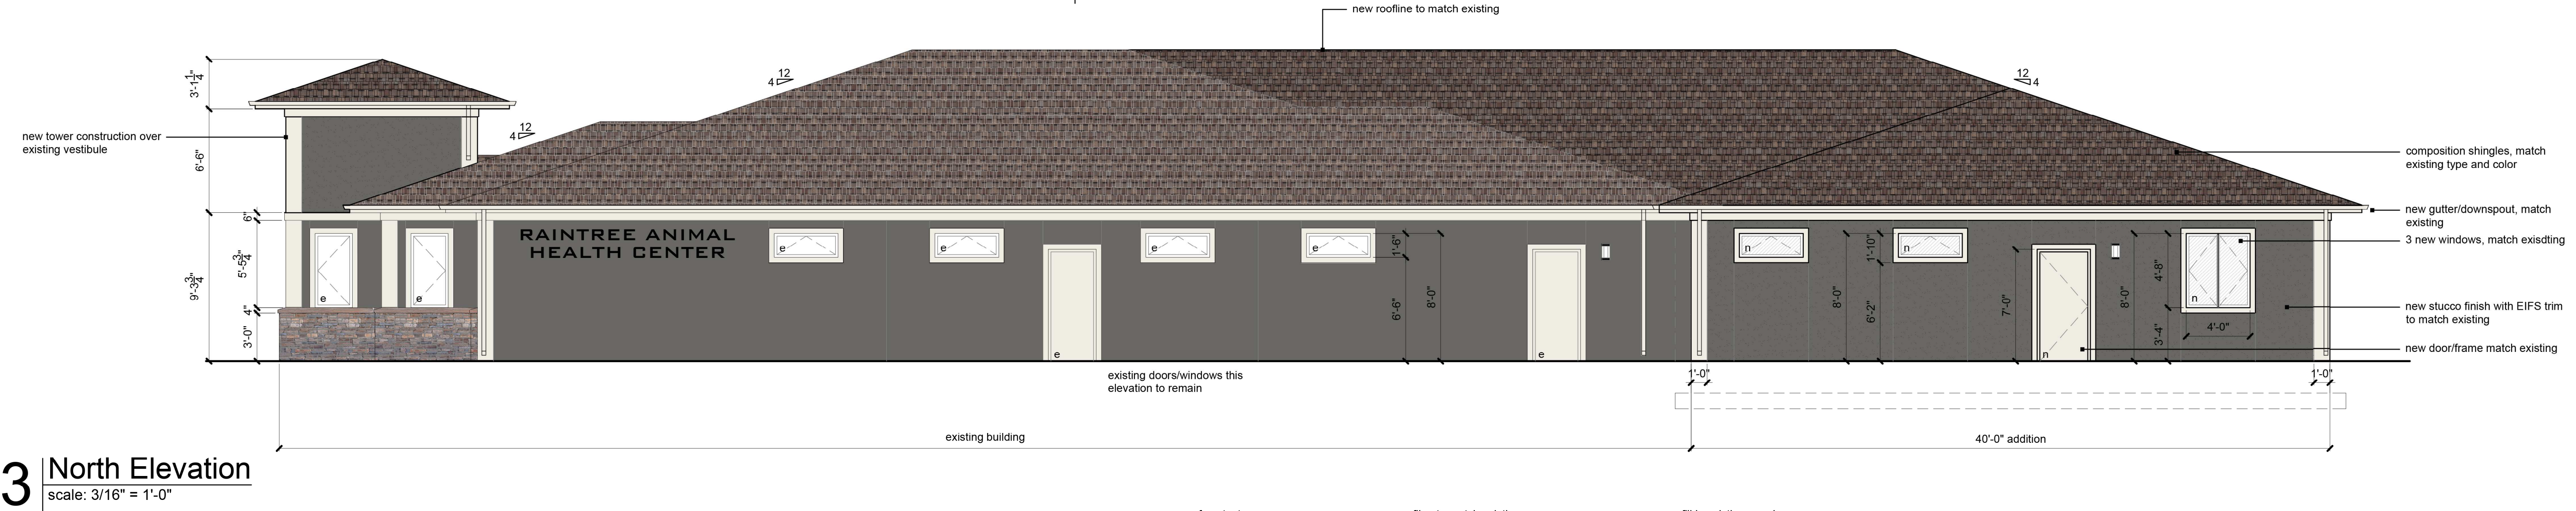 new roofline to match existing
12
4
12
4
12
4
3'-1 1/4"
new tower construction over
existing vestibule
6'-6"
composition shingles, match
existing type and color
new gutter/downspout, match
existing
3 new windows, match exisdting
new stucco finish with EIFS trim
to match existing
new door/frame match existing
6"
5'-5 3/4"
9'-3 3/4"
4"
3'-0"
RAINTREE ANIMAL
HEALTH CENTER
e
e
e
e
e
e
e
e
1'-6"
6'-6"
8'-0"
n
n
8'-0"
1'-10"
6'-2"
7'-0"
n
8'-0"
4'-8"
3'-4"
n
4'-0"
existing doors/windows this
elevation to remain
1'-0"
1'-0"
existing building
40'-0" addition
3
North Elevation
scale: 3/16" = 1'-0"